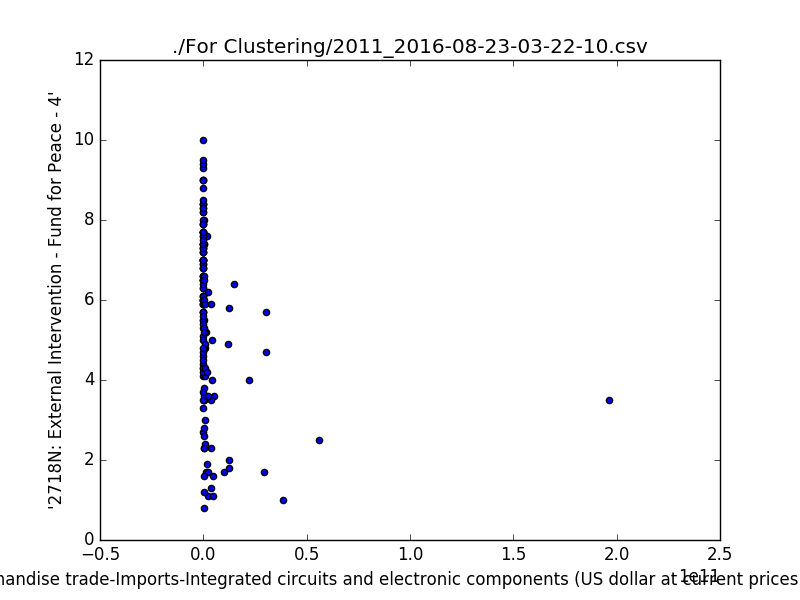 ./For Clustering/2011_2016-08-23-03-22-10.csv
12
10
8
6
4
2
0
'2718N: External Intervention - Fund for Peace - 4'
−0.5 0.0 0.5 1.0 1.5 2.0 2.5
1e11
handise trade-Imports-Integrated circuits and electronic components (US dollar at current prices